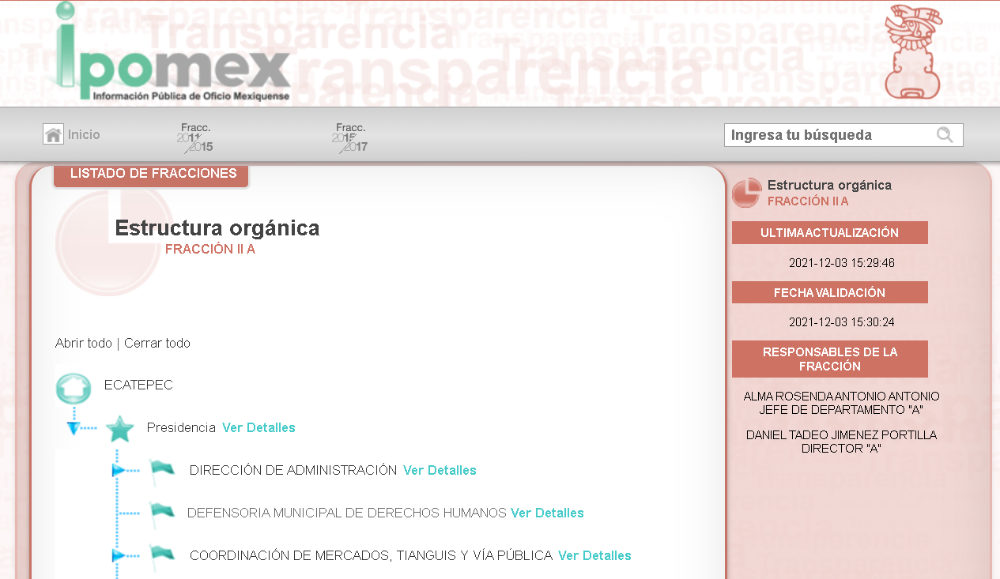 ipomex
Información Pública de Oficio Mexiquense
Transparencia
Transparencia
Transparencia
Transparencia
Inicio
Fracc.
2011
2015
Fracc.
2015
2017
Ingresa tu búsqueda
LISTADO DE FRACCIONES
Estructura orgánica
FRACCIÓN II A
Abrir todo | Cerrar todo
ECATEPEC
Presidencia Ver Detalles
DIRECCIÓN DE ADMINISTRACIÓN Ver Detalles
DEFENSORIA MUNICIPAL DE DERECHOS HUMANOS Ver Detalles
COORDINACIÓN DE MERCADOS, TIANGUIS Y VÍA PÚBLICA Ver Detalles
Estructura orgánica
FRACCIÓN II A
ULTIMA ACTUALIZACIÓN
2021-12-03 15:29:46
FECHA VALIDACIÓN
2021-12-03 15:30:24
RESPONSABLES DE LA
FRACCIÓN
ALMA ROSENDA ANTONIO ANTONIO
JEFE DE DEPARTAMENTO "A"
DANIEL TADEO JIMENEZ PORTILLA
DIRECTOR "A"